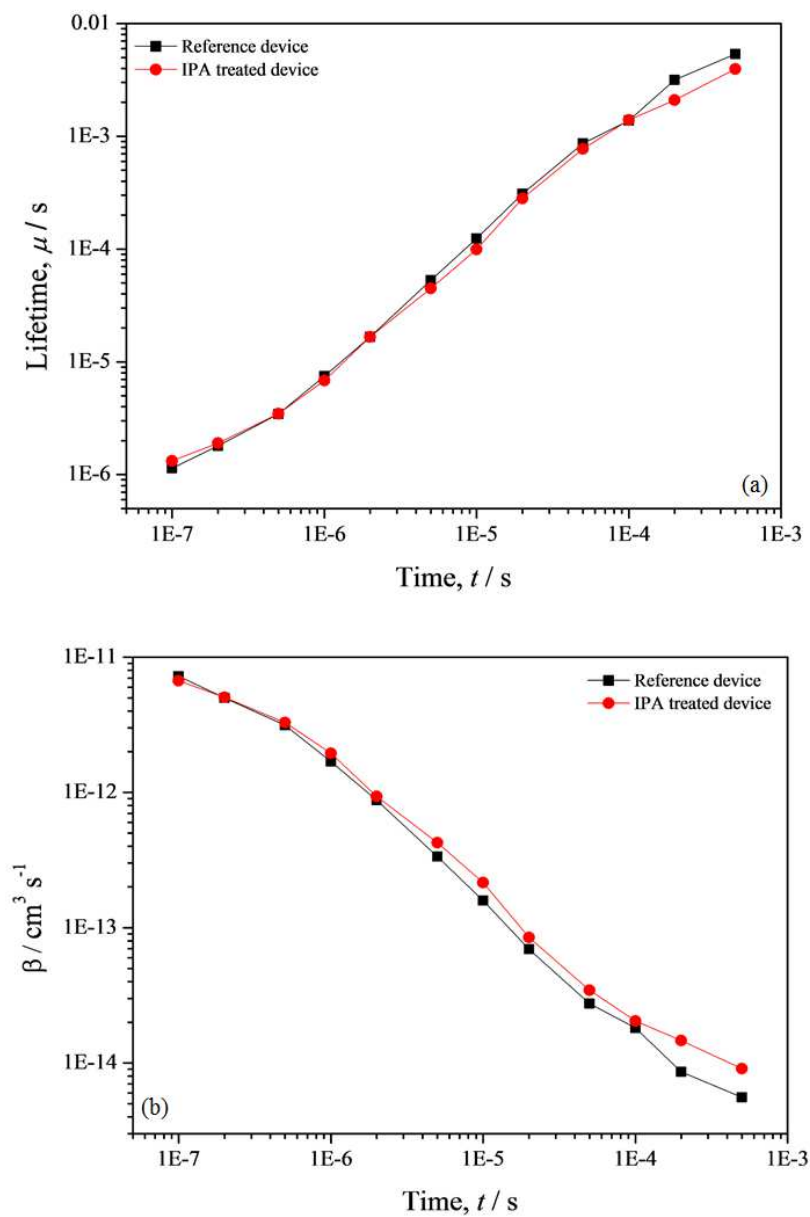 0.01
Reference device
IPA treated device
1E-3
1E-4
1E-5
1E-6
Lifetime, μ / s
(a)
1E-7 1E-6 1E-5 1E-4 1E-3
Time, t / s
1E-11
Reference device
IPA treated device
1E-12
1E-13
1E-14
β / cm³ s⁻¹
(b)
1E-7 1E-6 1E-5 1E-4 1E-3
Time, t / s